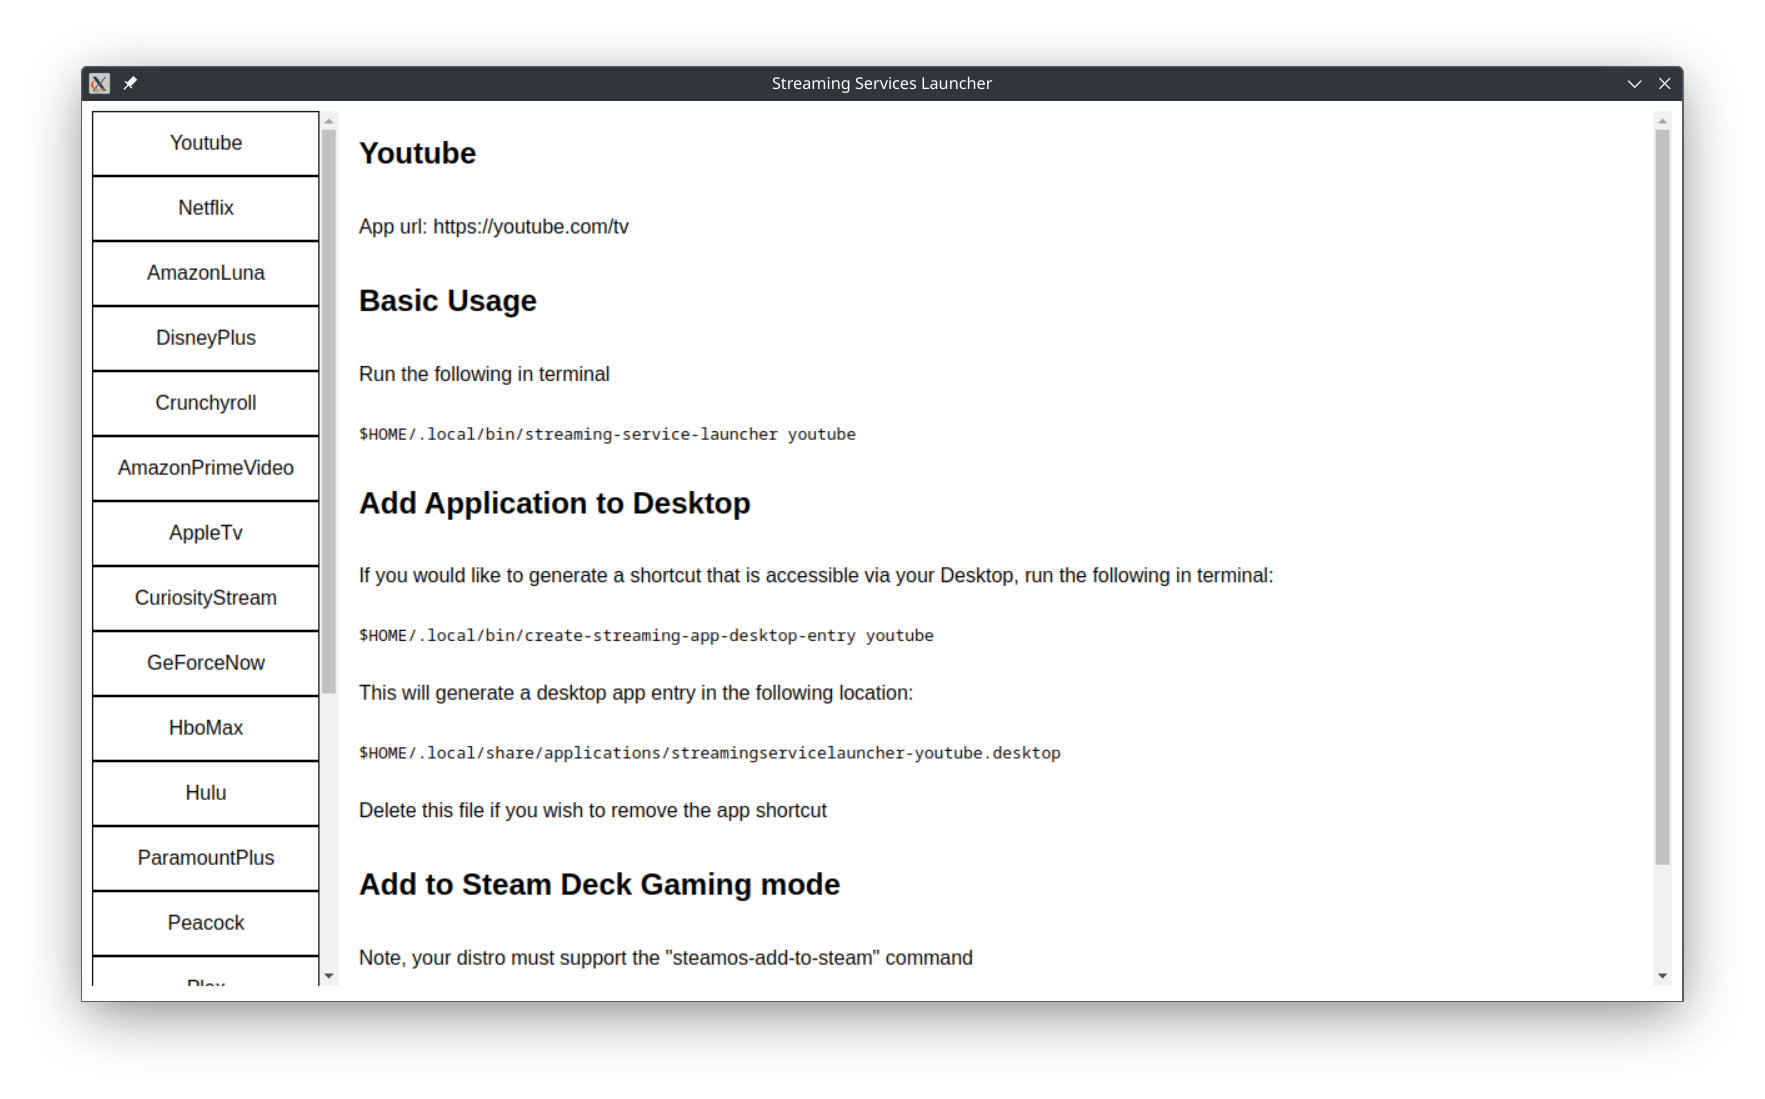 Streaming Services Launcher
Youtube
Netflix
AmazonLuna
DisneyPlus
Crunchyroll
AmazonPrimeVideo
AppleTv
CuriosityStream
GeForceNow
HboMax
Hulu
ParamountPlus
Peacock
Plex
Youtube
App url: https://youtube.com/tv
Basic Usage
Run the following in terminal
$HOME/.local/bin/streaming-service-launcher youtube
Add Application to Desktop
If you would like to generate a shortcut that is accessible via your Desktop, run the following in terminal:
$HOME/.local/bin/create-streaming-app-desktop-entry youtube
This will generate a desktop app entry in the following location:
$HOME/.local/share/applications/streamingservicelauncher-youtube.desktop
Delete this file if you wish to remove the app shortcut
Add to Steam Deck Gaming mode
Note, your distro must support the "steamos-add-to-steam" command